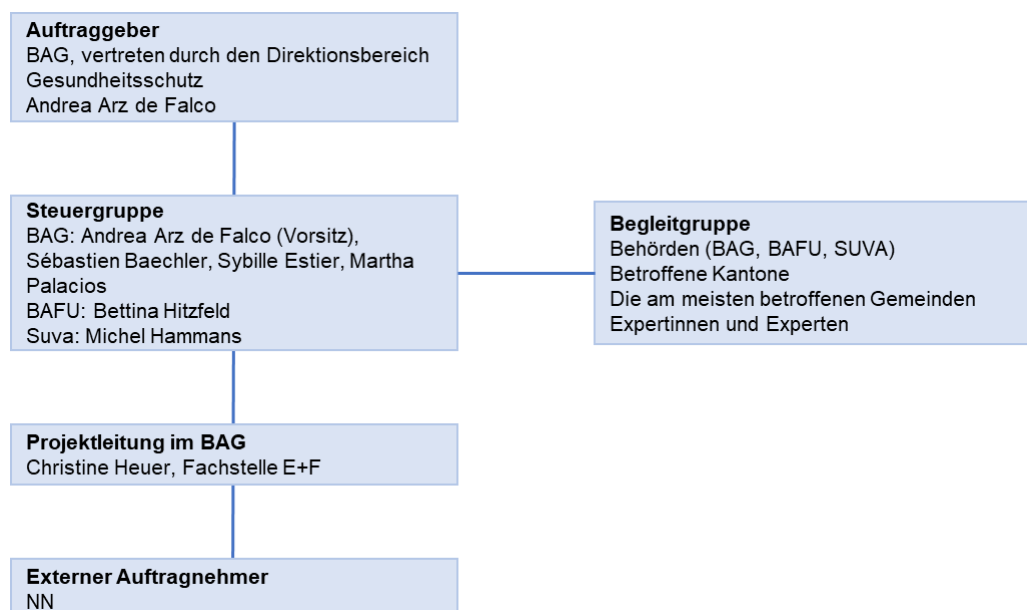 Auftraggeber
BAG, vertreten durch den Direktionsbereich
Gesundheitsschutz
Andrea Arz de Falco
Steuergruppe
BAG: Andrea Arz de Falco (Vorsitz),
Sébastien Baechler, Sybille Estier, Martha
Palacios
BAFU: Bettina Hitzfeld
Suva: Michel Hammans
Begleitgruppe
Behörden (BAG, BAFU, SUVA)
Betroffene Kantone
Die am meisten betroffenen Gemeinden
Expertinnen und Experten
Projektleitung im BAG
Christine Heuer, Fachstelle E+F
Externer Auftragnehmer
NN